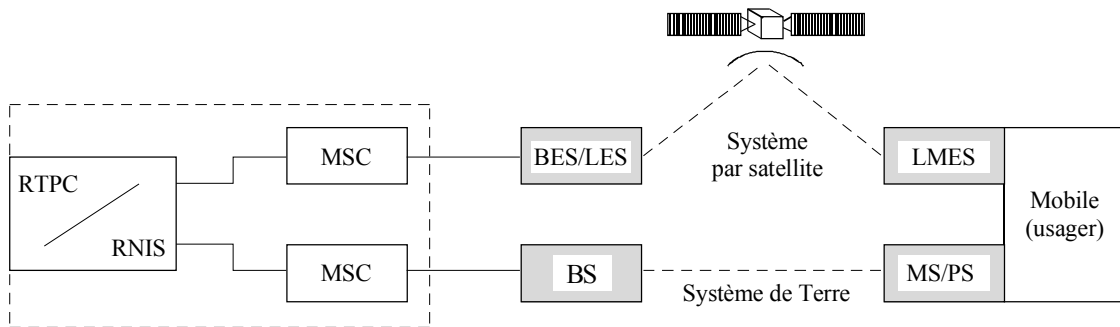 MSC
BES/LES
Système
par satellite
LMES
RTPC
RNIS
Mobile
(usager)
MSC
BS
Système de Terre
MS/PS